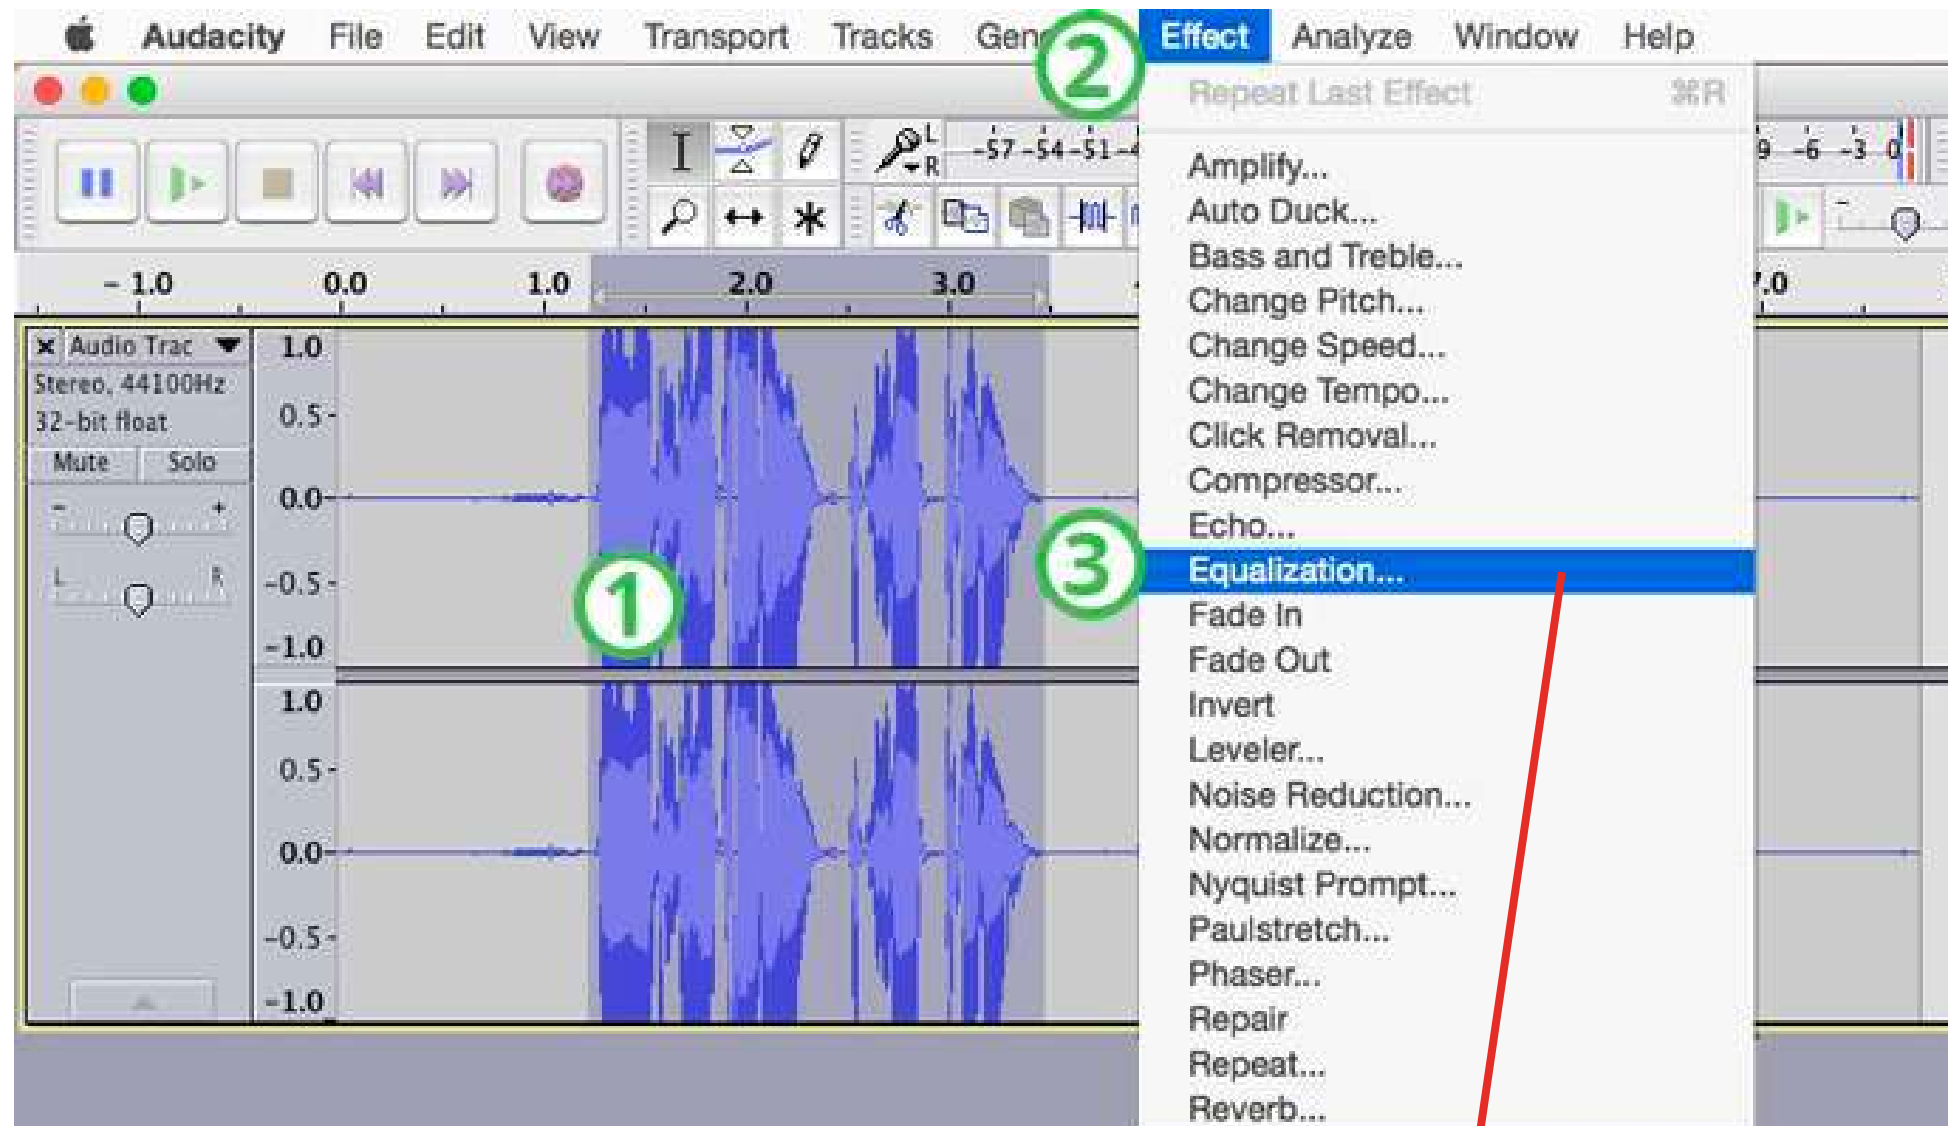 Audacity File Edit View Transport Tracks Effect Analyze Window Help
2
Repeat Last Effect ⌘R
L
R
-57 -54 -51
-6 -3 0
- 1.0 0.0 1.0 2.0 3.0
Audio Trac
Stereo, 44100Hz
32-bit float
Mute Solo
- +
L R
1.0
0.5
0.0
-0.5
-1.0
1.0
0.5
0.0
-0.5
-1.0
1
3
Amplify...
Auto Duck...
Bass and Treble...
Change Pitch...
Change Speed...
Change Tempo...
Click Removal...
Compressor...
Echo...
Equalization...
Fade In
Fade Out
Invert
Leveler...
Noise Reduction...
Normalize...
Nyquist Prompt...
Paulstretch...
Phaser...
Repair
Repeat...
Reverb...